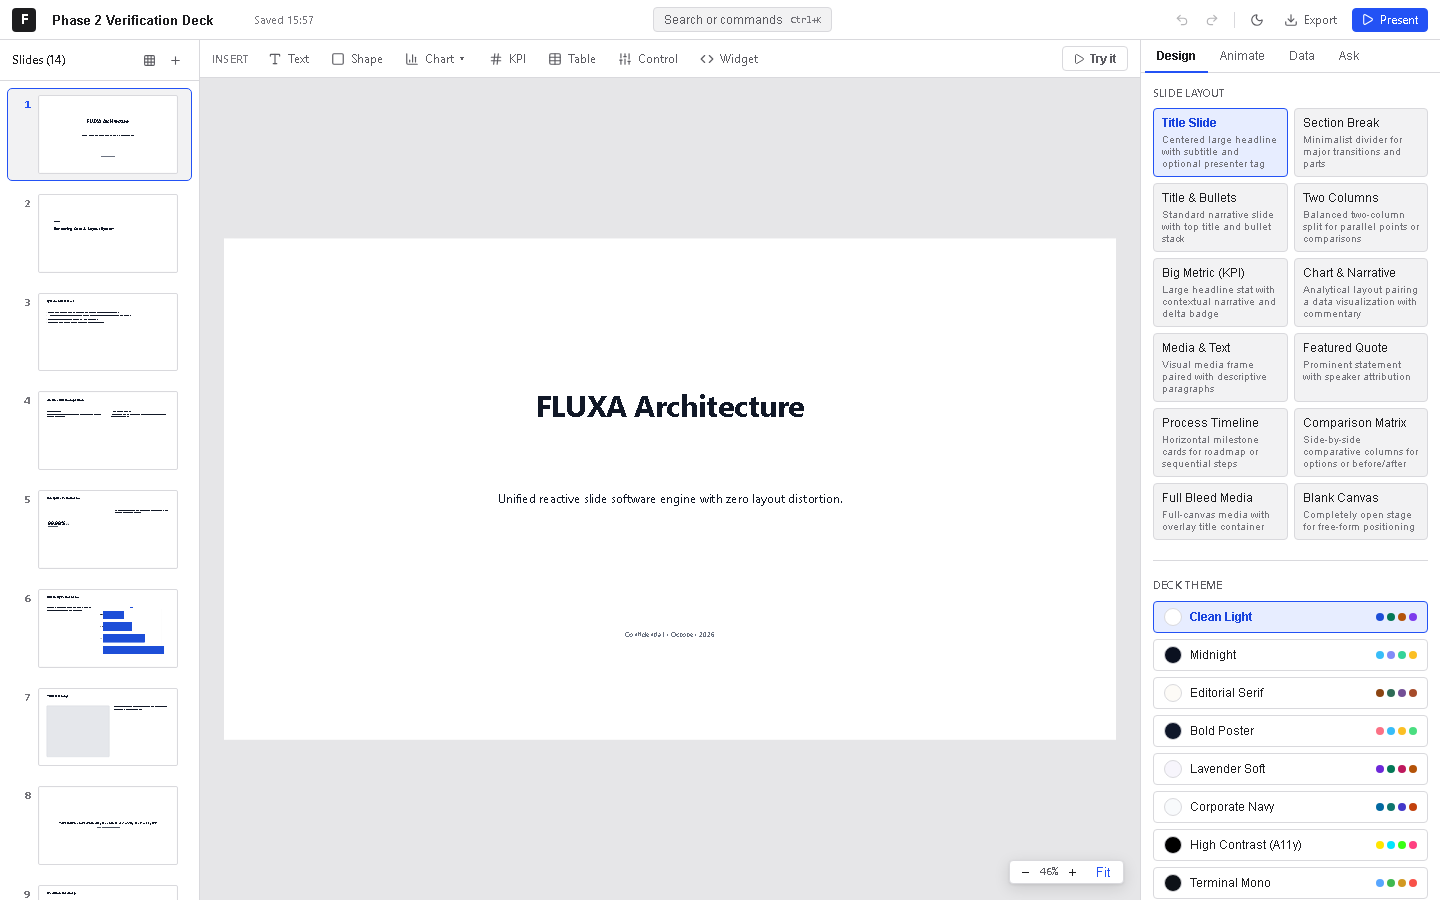 F Phase 2 Verification Deck Saved 15:57 Search or commands Ctrl+K Export Present
Slides (14)
INSERT Text Shape Chart KPI Table Control Widget Try it
Design Animate Data Ask
1
FLUXA Architecture
2
3
4
5
99.99%
6
7
8
9
FLUXA Architecture
Unified reactive slide software engine with zero layout distortion.
Confidential • October 2026
− 46% + Fit
SLIDE LAYOUT
Title Slide
Centered large headline
with subtitle and
optional presenter tag
Section Break
Minimalist divider for
major transitions and
parts
Title & Bullets
Standard narrative slide
with top title and bullet
stack
Two Columns
Balanced two-column
split for parallel points or
comparisons
Big Metric (KPI)
Large headline stat with
contextual narrative and
delta badge
Chart & Narrative
Analytical layout pairing
a data visualization with
commentary
Media & Text
Visual media frame
paired with descriptive
paragraphs
Featured Quote
Prominent statement
with speaker attribution
Process Timeline
Horizontal milestone
cards for roadmap or
sequential steps
Comparison Matrix
Side-by-side
comparative columns for
options or before/after
Full Bleed Media
Full-canvas media with
overlay title container
Blank Canvas
Completely open stage
for free-form positioning
DECK THEME
Clean Light
Midnight
Editorial Serif
Bold Poster
Lavender Soft
Corporate Navy
High Contrast (A11y)
Terminal Mono